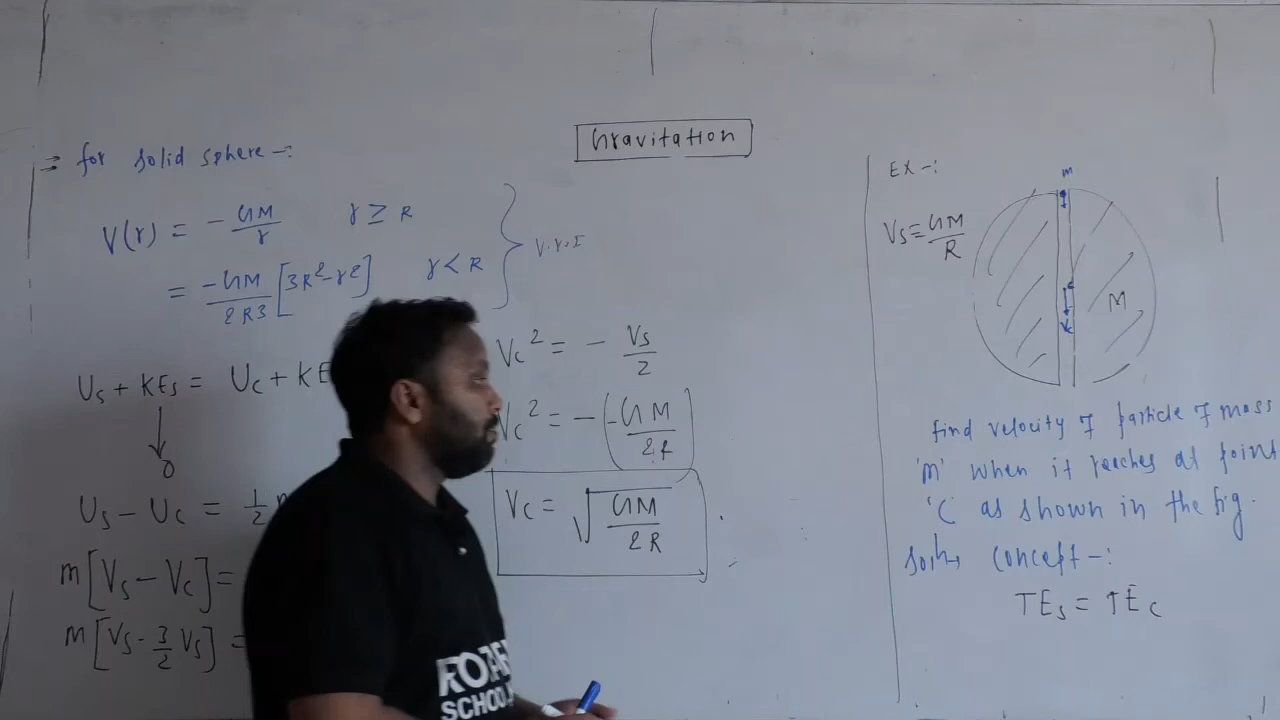 Gravitation
⇒ for solid sphere -:
V(r) = - GM/r r ≥ R
= -GM/2R3 [3R²-r²] r < R
V.V.I
Us + KEs = Uc + KE
0
Us - Uc = 1/2
m[Vs - Vc] =
m[Vs - 3/2 Vs] =
Vc² = - Vs/2
Vc² = -(-GM/2R)
Vc = √GM/2R
EX -:
m
Vs = GM/R
c
M
find velocity of particle of mass
'm' when it reaches at point
'C' as shown in the fig.
soln concept -:
TEs = TEc
SCHOOL